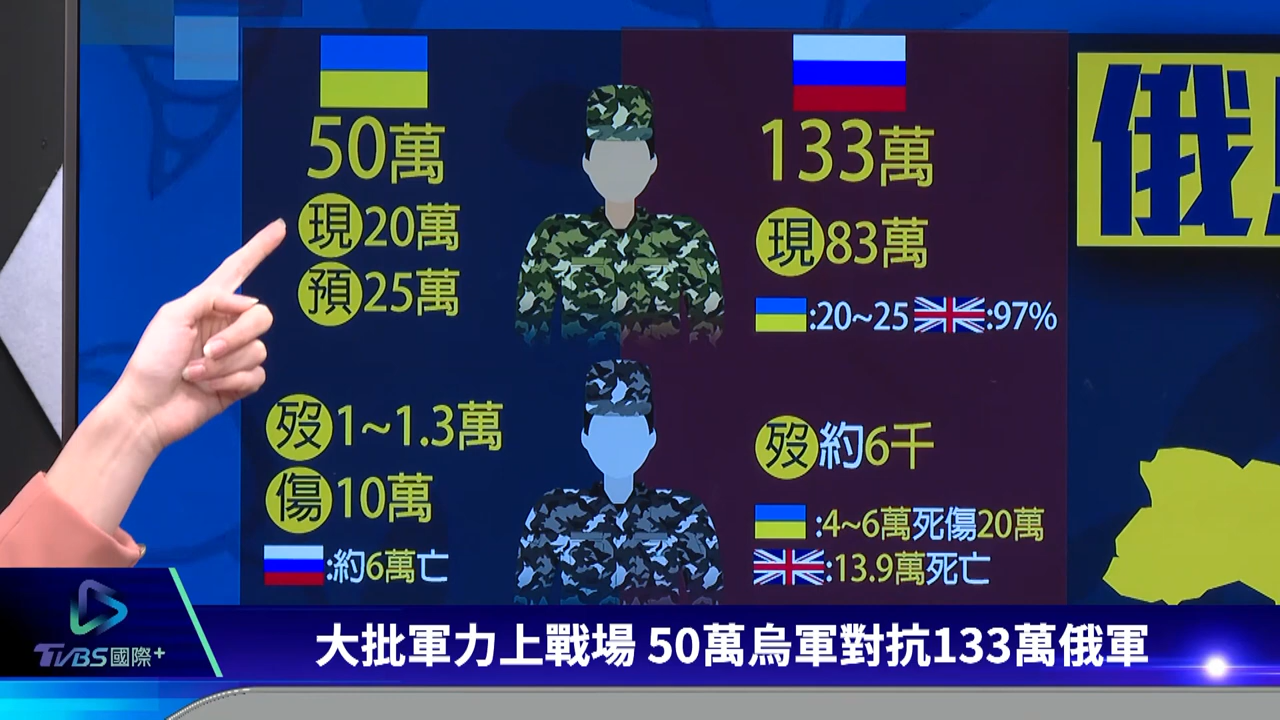 50萬
現20萬
預25萬
133萬
現83萬
:20~25 :97%
俄
歿1~1.3萬
傷10萬
:約6萬亡
歿約6千
:4~6萬死傷20萬
:13.9萬死亡
TVBS國際+
大批軍力上戰場 50萬烏軍對抗133萬俄軍